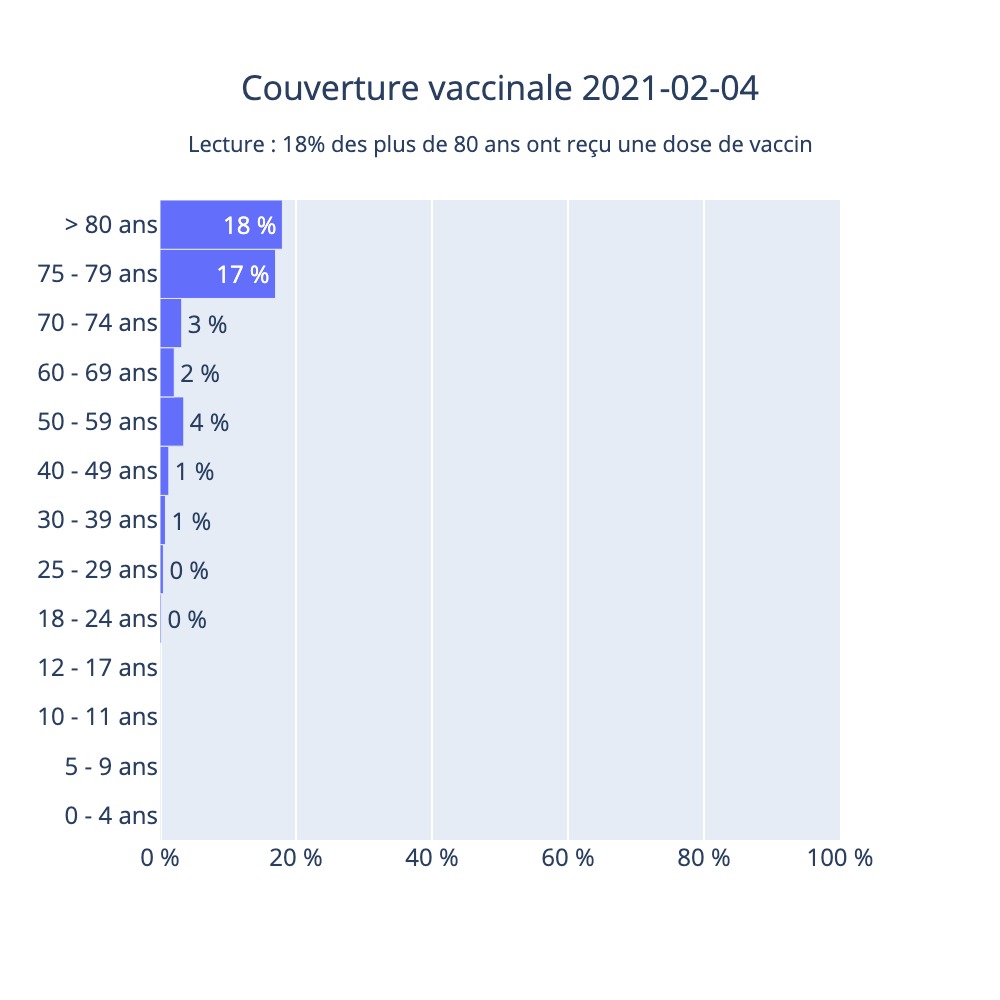 Couverture vaccinale 2021-02-04
Lecture : 18% des plus de 80 ans ont reçu une dose de vaccin
> 80 ans 18 %
75 - 79 ans 17 %
70 - 74 ans 3 %
60 - 69 ans 2 %
50 - 59 ans 4 %
40 - 49 ans 1 %
30 - 39 ans 1 %
25 - 29 ans 0 %
18 - 24 ans 0 %
12 - 17 ans
10 - 11 ans
5 - 9 ans
0 - 4 ans
0 % 20 % 40 % 60 % 80 % 100 %